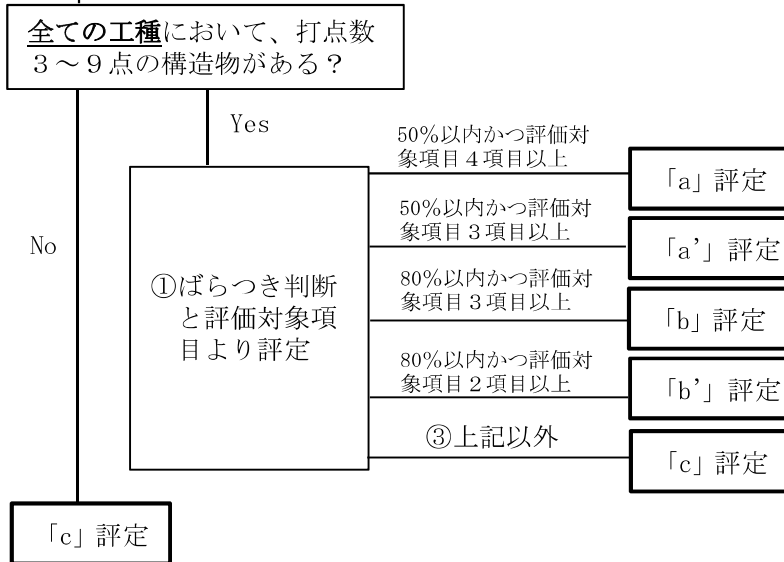 全ての工種において、打点数
３～９点の構造物がある？
Yes
No
①ばらつき判断
と評価対象項
目より評定
50%以内かつ評価対
象項目４項目以上
「a」評定
50%以内かつ評価対
象項目３項目以上
「a’」評定
80%以内かつ評価対
象項目３項目以上
「b」評定
80%以内かつ評価対
象項目２項目以上
「b’」評定
③上記以外
「c」評定
「c」評定